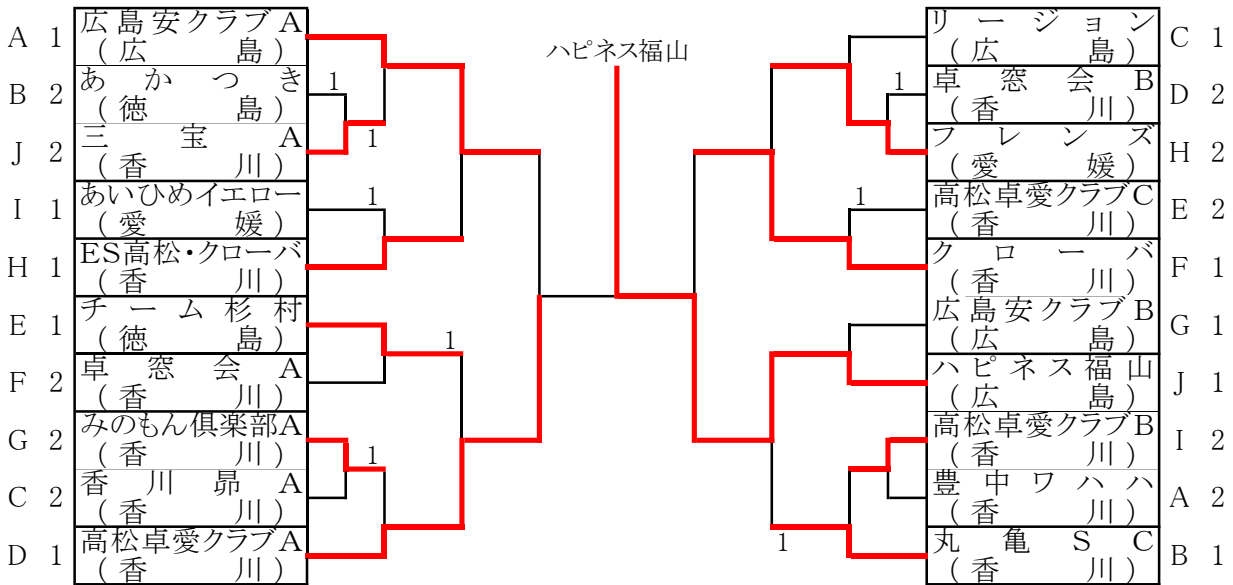 ハピネス福山
A 1 広島安クラブA
(広島)
B 2 あかつき
(徳島)
1
J 2 三宝A
(香川)
1
I 1 あいひめイエロー
(愛媛)
1
H 1 ES高松・クローバ
(香川)
E 1 チーム杉村
(徳島)
1
F 2 卓窓会A
(香川)
G 2 みのもん倶楽部A
(香川)
1
C 2 香川昴A
(香川)
D 1 高松卓愛クラブA
(香川)
リージョン C 1
(広島)
1
卓窓会B D 2
(香川)
フレンズ H 2
(愛媛)
1
高松卓愛クラブC E 2
(香川)
クローバ F 1
(香川)
広島安クラブB G 1
(広島)
ハピネス福山 J 1
(広島)
高松卓愛クラブB I 2
(香川)
豊中ワハハ A 2
(香川)
1
丸亀SC B 1
(香川)